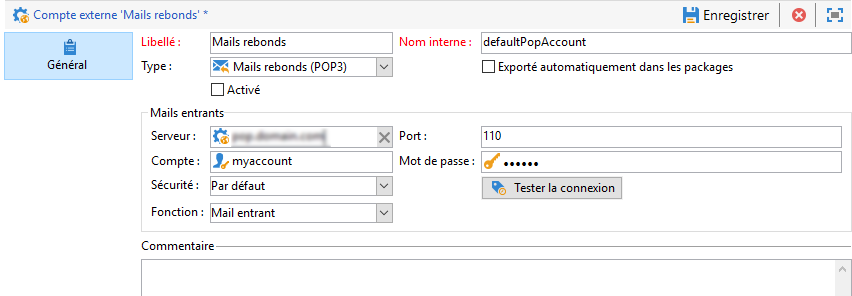 Compte externe 'Mails rebonds' *
Enregistrer
Général
Libellé : Mails rebonds Nom interne : defaultPopAccount
Type : Mails rebonds (POP3) Exporté automatiquement dans les packages
Activé
Mails entrants
Serveur : Port : 110
Compte : myaccount Mot de passe : ••••••
Sécurité : Par défaut Tester la connexion
Fonction : Mail entrant
Commentaire